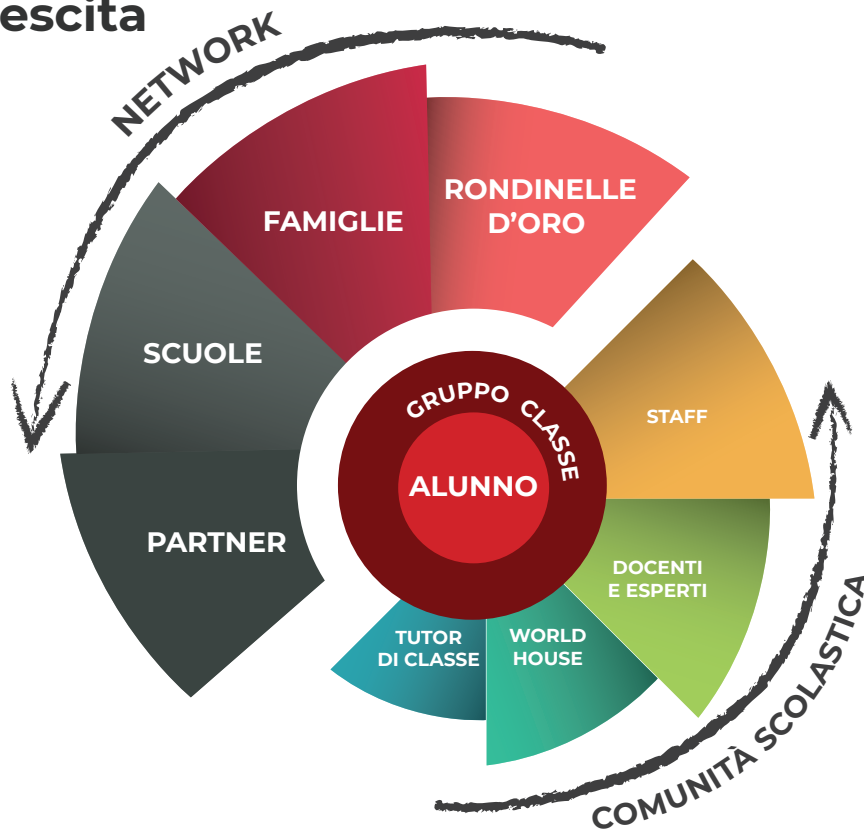 escita
NETWORK
RONDINELLE
D'ORO
FAMIGLIE
SCUOLE
PARTNER
GRUPPO CLASSE
ALUNNO
STAFF
DOCENTI
E ESPERTI
WORLD
HOUSE
TUTOR
DI CLASSE
COMUNITÀ SCOLASTICA